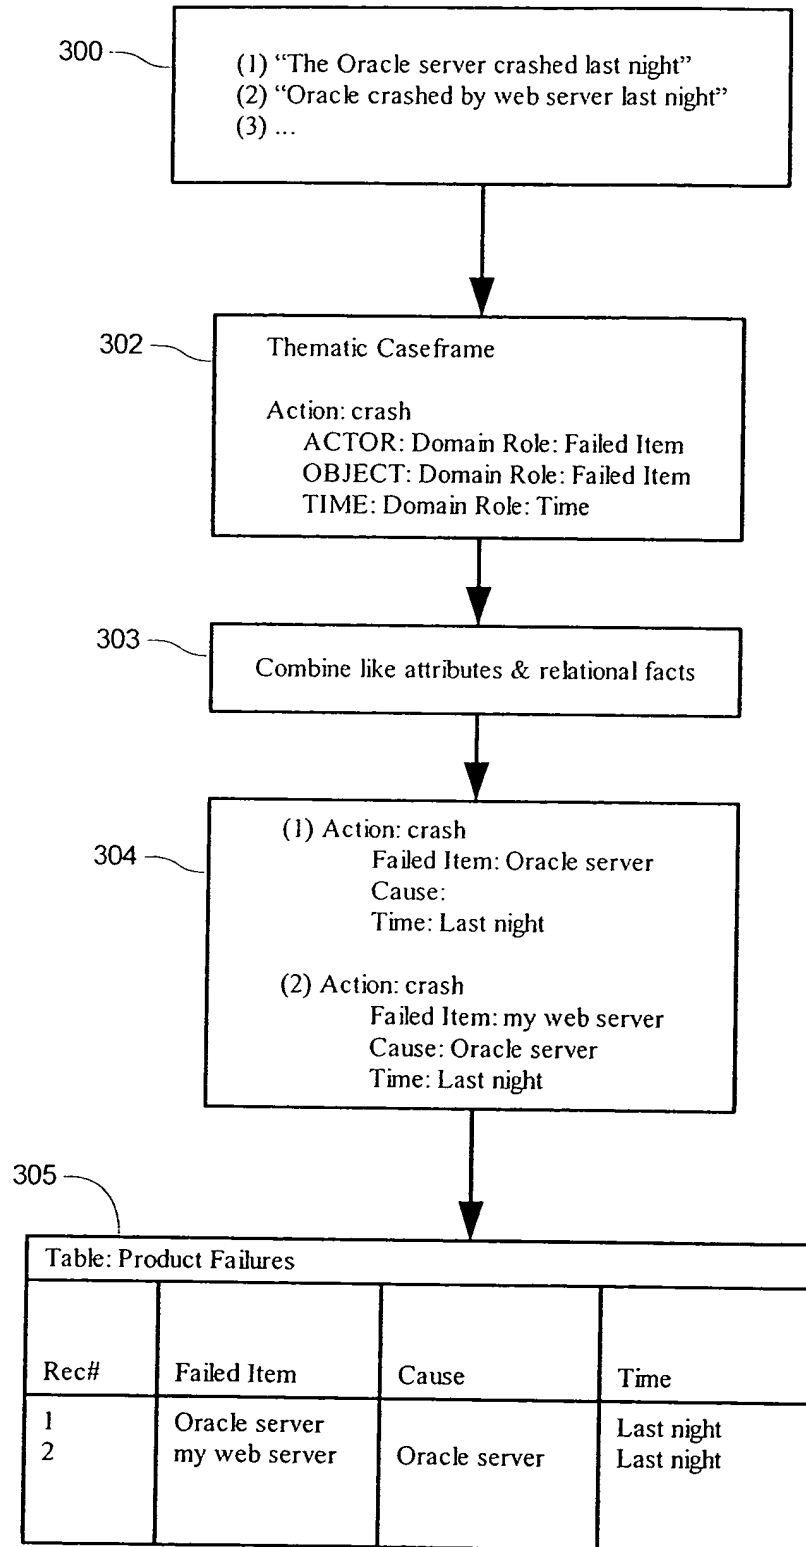 300
(1) “The Oracle server crashed last night”
(2) “Oracle crashed by web server last night”
(3) ...
302
Thematic Caseframe
Action: crash
ACTOR: Domain Role: Failed Item
OBJECT: Domain Role: Failed Item
TIME: Domain Role: Time
303
Combine like attributes & relational facts
304
(1) Action: crash
Failed Item: Oracle server
Cause:
Time: Last night
(2) Action: crash
Failed Item: my web server
Cause: Oracle server
Time: Last night
305
Table: Product Failures
Rec# Failed Item Cause Time
1 Oracle server Last night
2 my web server Oracle server Last night